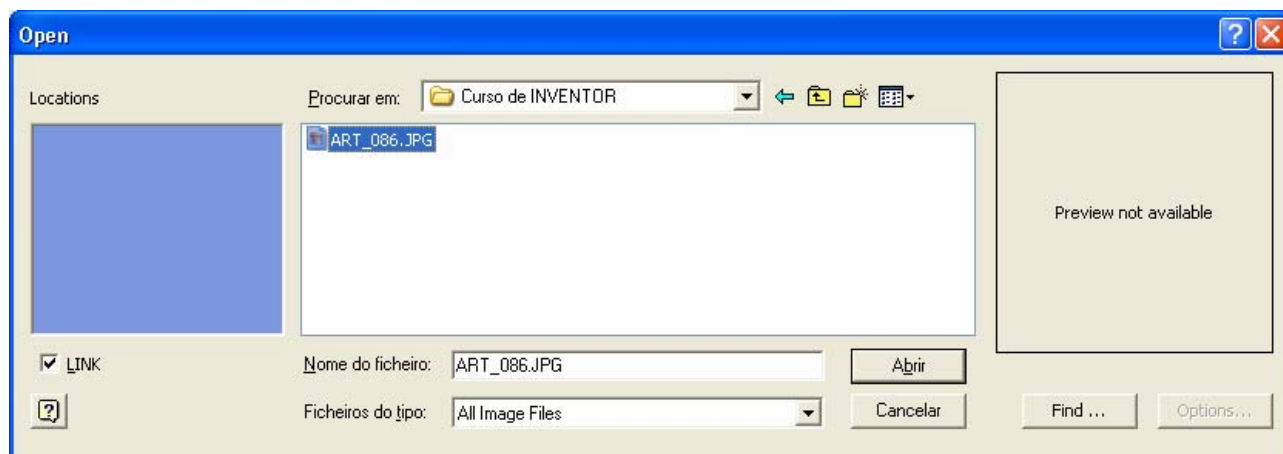 Open
Locations
Procurar em: Curso de INVENTOR
ART_086.JPG
Preview not available
LINK
Nome do ficheiro: ART_086.JPG
Abrir
Ficheiros do tipo: All Image Files
Cancelar
Find ...
Options...